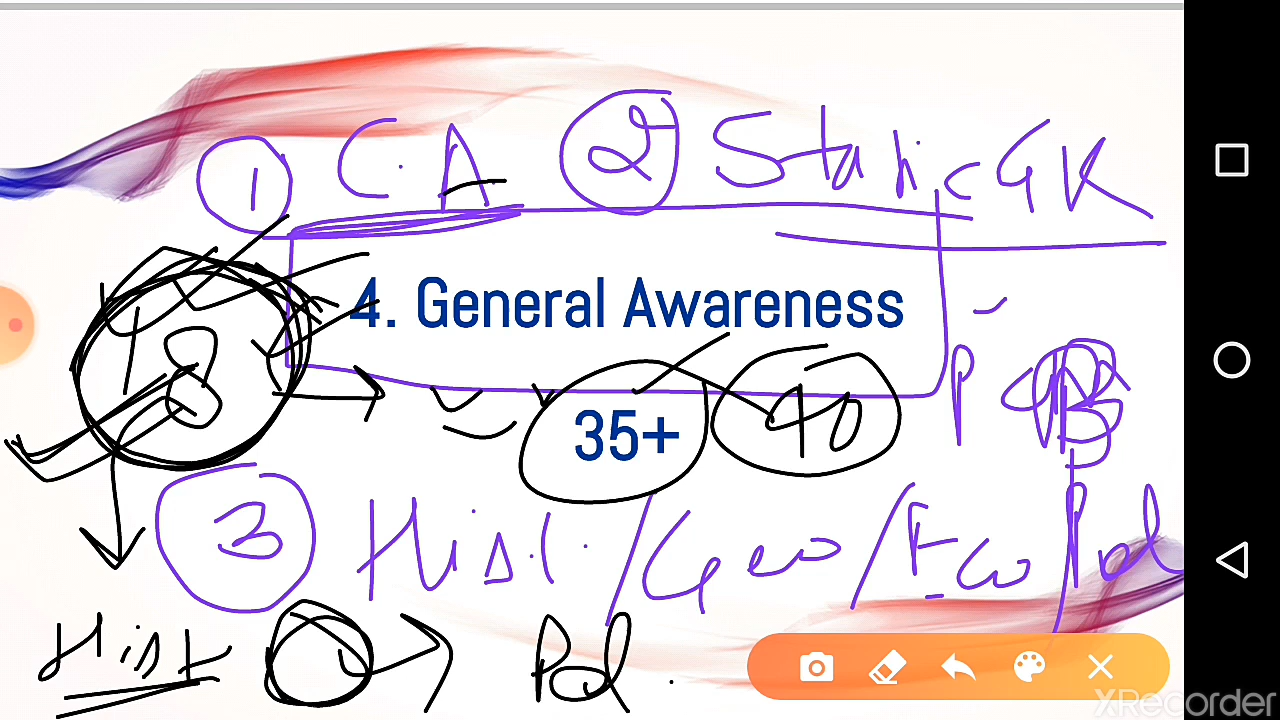 ① C.A ② Static GK
4. General Awareness
18
35+ 40
③ Hist. / Geo / Eco / Pol
Hist → Pol.
XRecorder